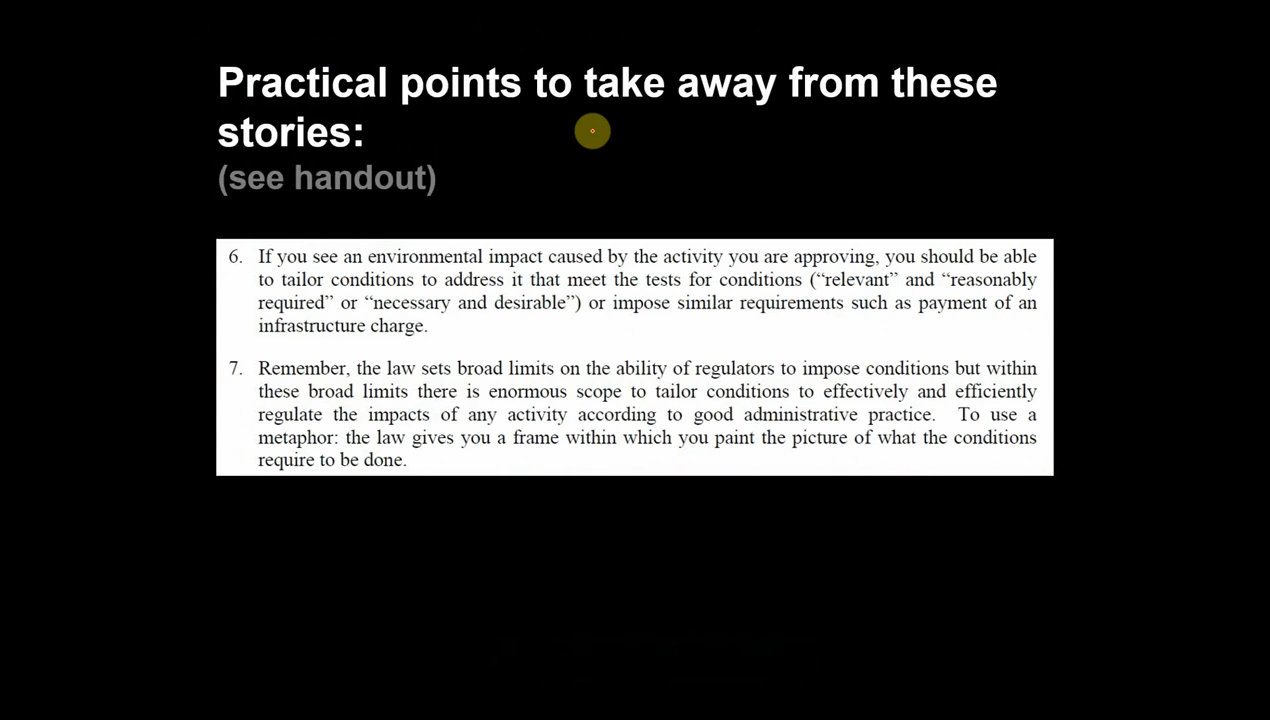 Practical points to take away from these
stories:
(see handout)
6. If you see an environmental impact caused by the activity you are approving, you should be able
to tailor conditions to address it that meet the tests for conditions (“relevant” and “reasonably
required” or “necessary and desirable”) or impose similar requirements such as payment of an
infrastructure charge.
7. Remember, the law sets broad limits on the ability of regulators to impose conditions but within
these broad limits there is enormous scope to tailor conditions to effectively and efficiently
regulate the impacts of any activity according to good administrative practice. To use a
metaphor: the law gives you a frame within which you paint the picture of what the conditions
require to be done.